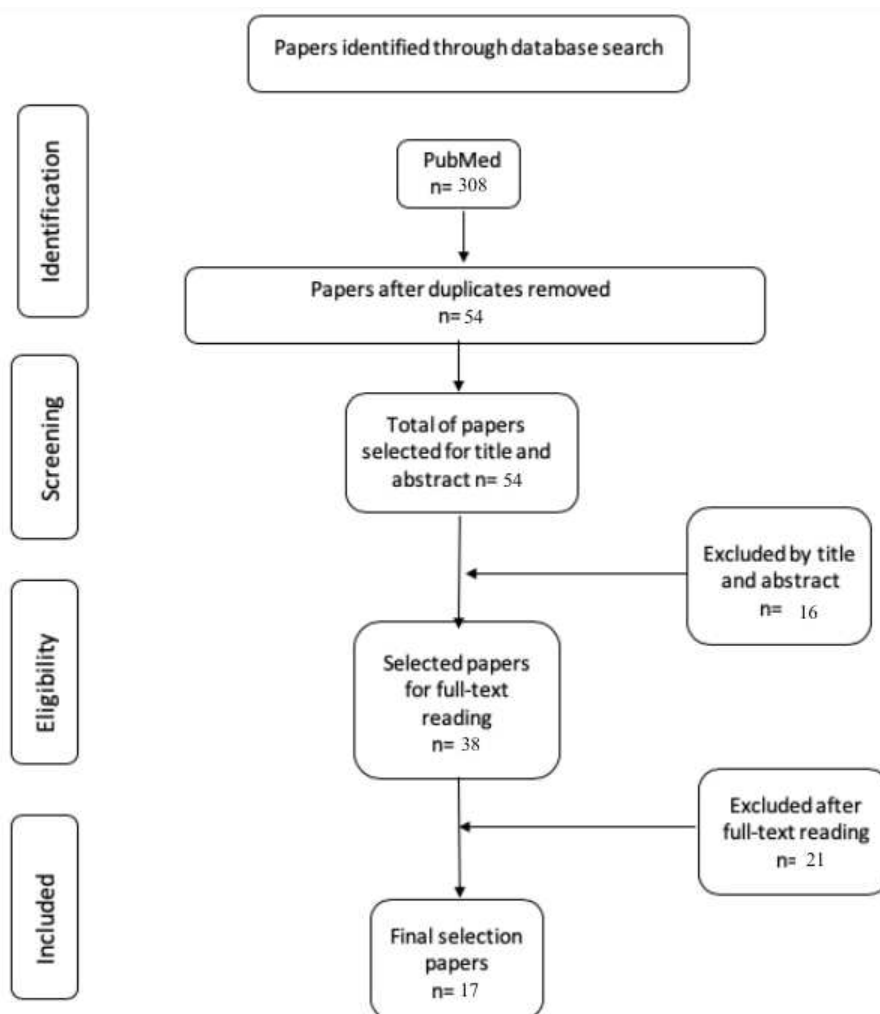 Papers identified through database search
Identification
PubMed
n= 308
Papers after duplicates removed
n= 54
Screening
Total of papers
selected for title and
abstract n= 54
Excluded by title
and abstract
n= 16
Eligibility
Selected papers
for full-text
reading
n= 38
Excluded after
full-text reading
n= 21
Included
Final selection
papers
n= 17